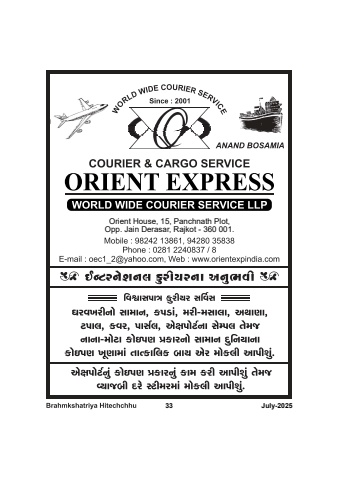 WORLD WIDE COURIER SERVICE
Since : 2001
ANAND BOSAMIA
COURIER & CARGO SERVICE
ORIENT EXPRESS
WORLD WIDE COURIER SERVICE LLP
Orient House, 15, Panchnath Plot,
Opp. Jain Derasar, Rajkot - 360 001.
Mobile : 98242 13861, 94280 35838
Phone : 0281 2240837 / 8
E-mail : oec1_2@yahoo.com, Web : www.orientexpindia.com
ઈન્ટરનેશનલ કુરીયરના અનુભવી
વિશ્વાસપાત્ર કુરીયર સર્વિસ
ઘરવખરીનો સામાન, કપડાં, મરી-મસાલા, અથાણા,
ટપાલ, કવર, પાર્સલ, એક્ષપોર્ટના સેમ્પલ તેમજ
નાના-મોટા કોઇપણ પ્રકારનો સામાન દુનિયાના
કોઇપણ ખૂણામાં તાત્કાલિક બાય એર મોકલી આપીશું.
એક્ષપોર્ટનું કોઇપણ પ્રકારનું કામ કરી આપીશું તેમજ
વ્યાજબી દરે સ્ટીમરમાં મોકલી આપીશું.
Brahmkshatriya Hitechchhu 33 July-2025